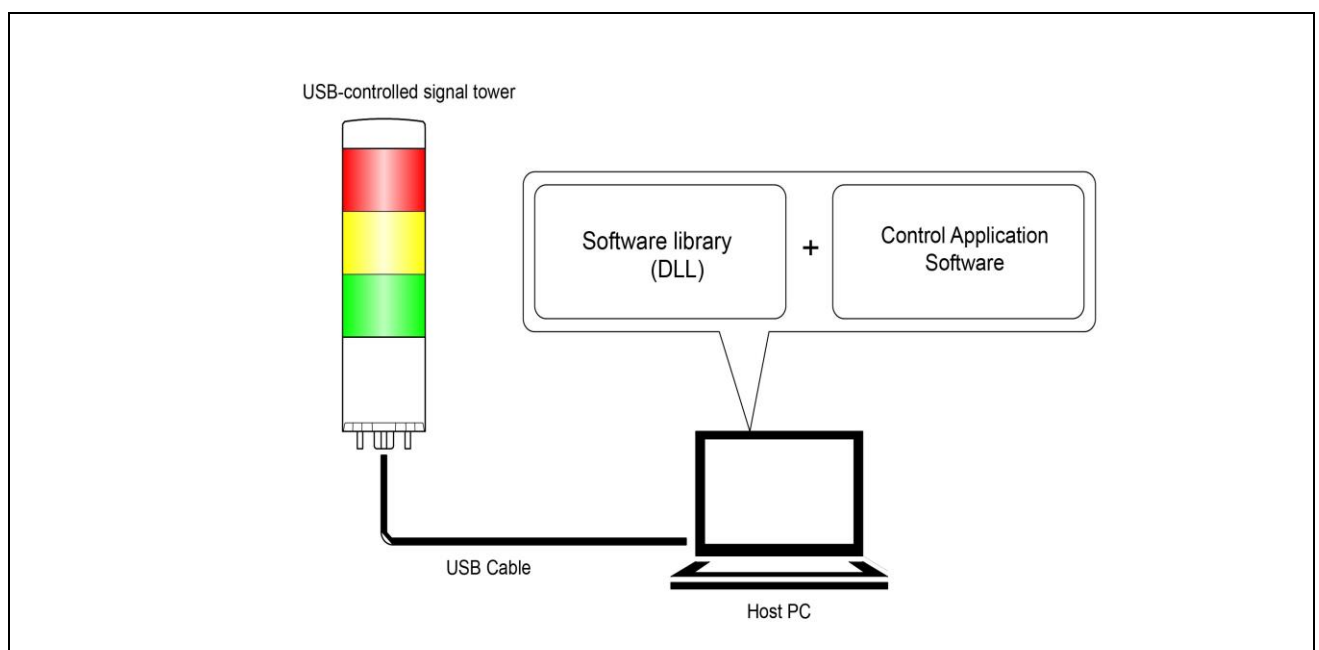 USB-controlled signal tower
Software library
(DLL)
+
Control Application
Software
USB Cable
Host PC